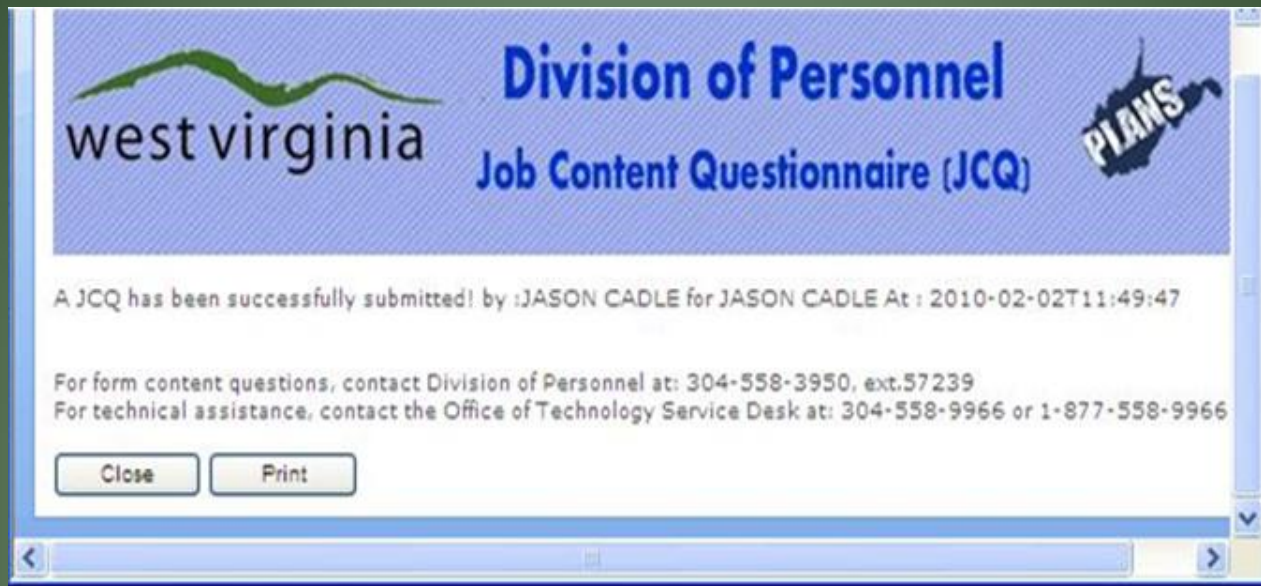 west virginia
Division of Personnel
Job Content Questionnaire (JCQ)
PLANS
A JCQ has been successfully submitted! by :JASON CADLE for JASON CADLE At : 2010-02-02T11:49:47
For form content questions, contact Division of Personnel at: 304-558-3950, ext.57239
For technical assistance, contact the Office of Technology Service Desk at: 304-558-9966 or 1-877-558-9966
Close Print